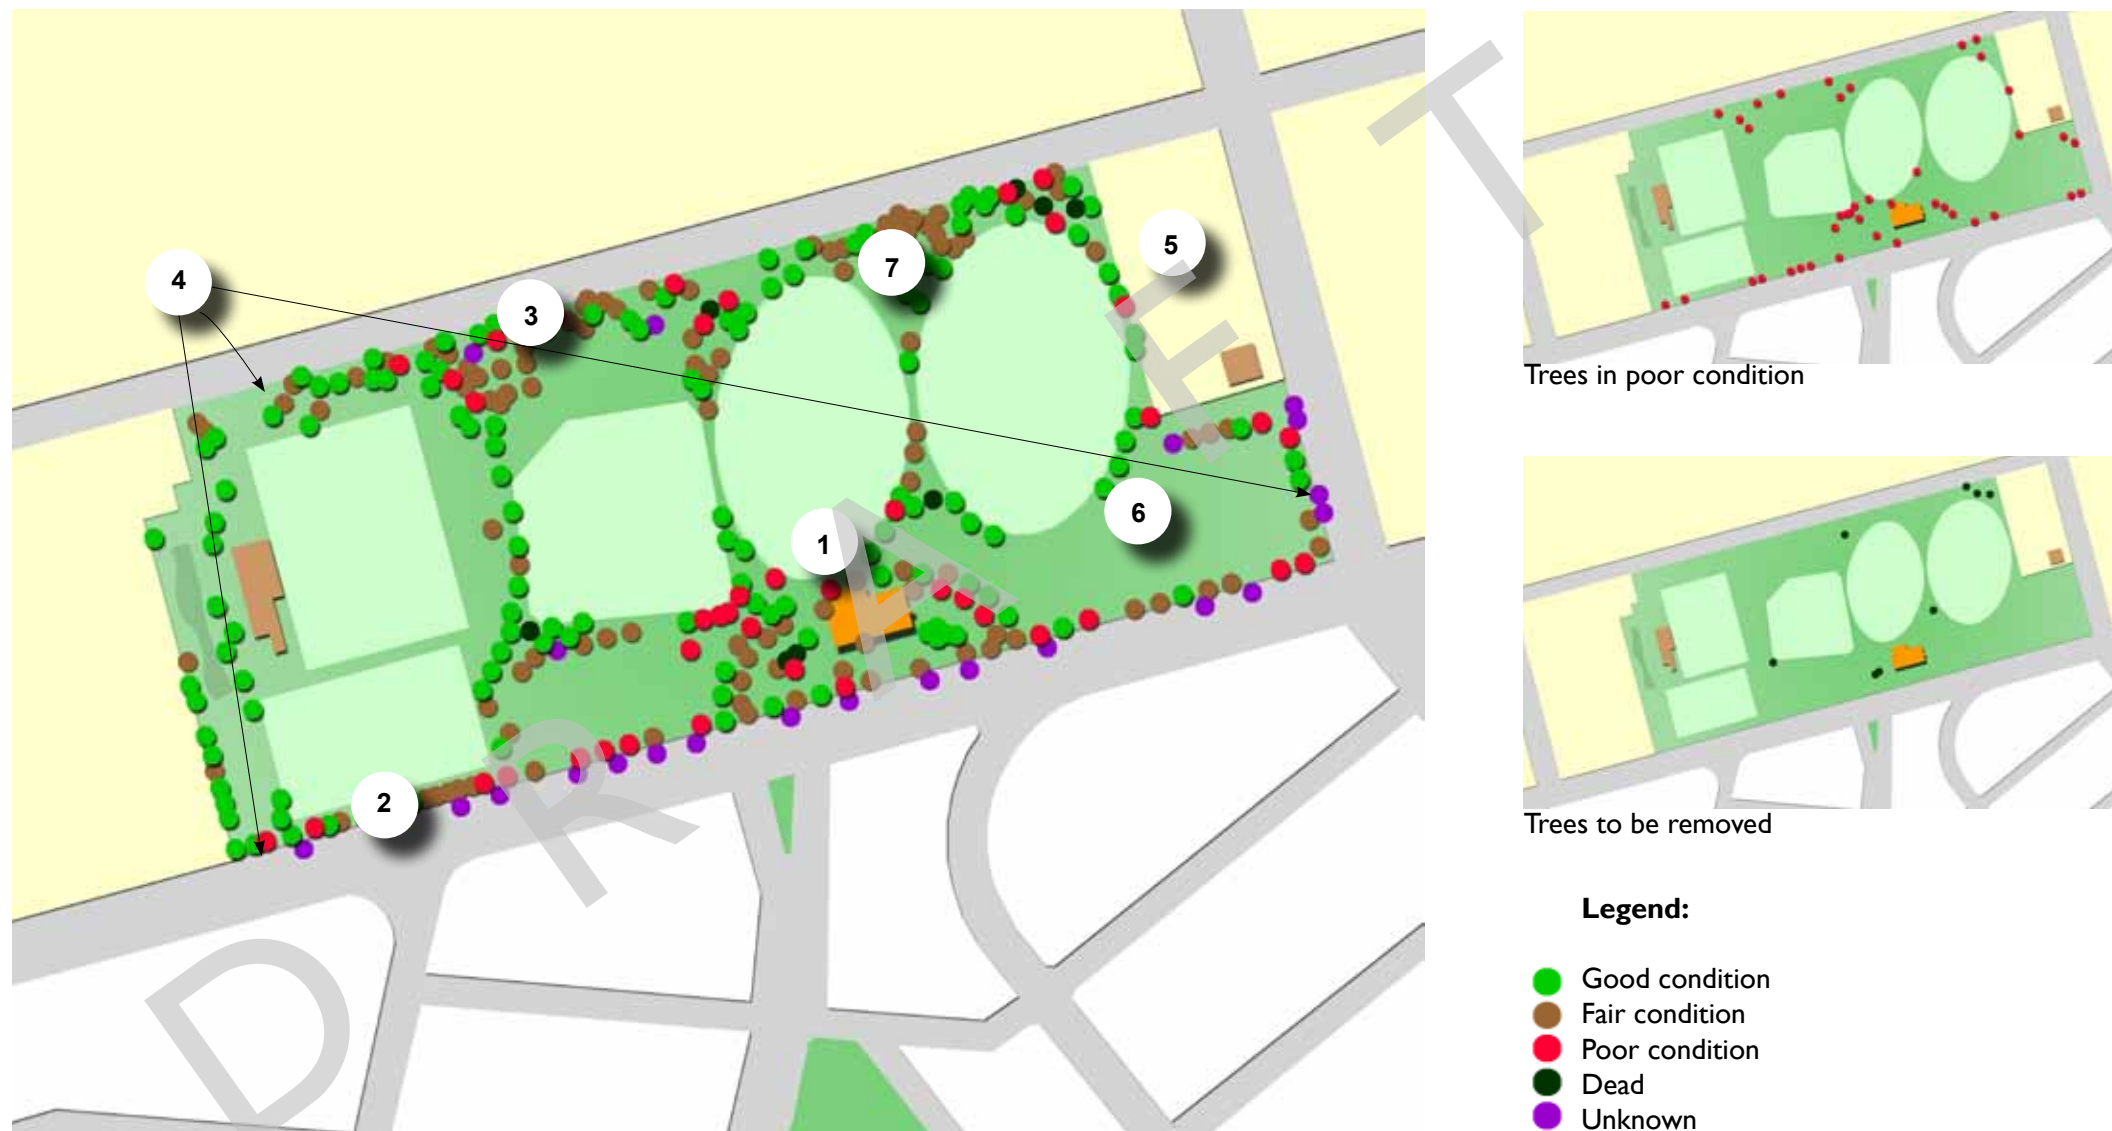 4
3
7
5
1
6
2
DRAFT
Trees in poor condition
Trees to be removed
Legend:
Good condition
Fair condition
Poor condition
Dead
Unknown